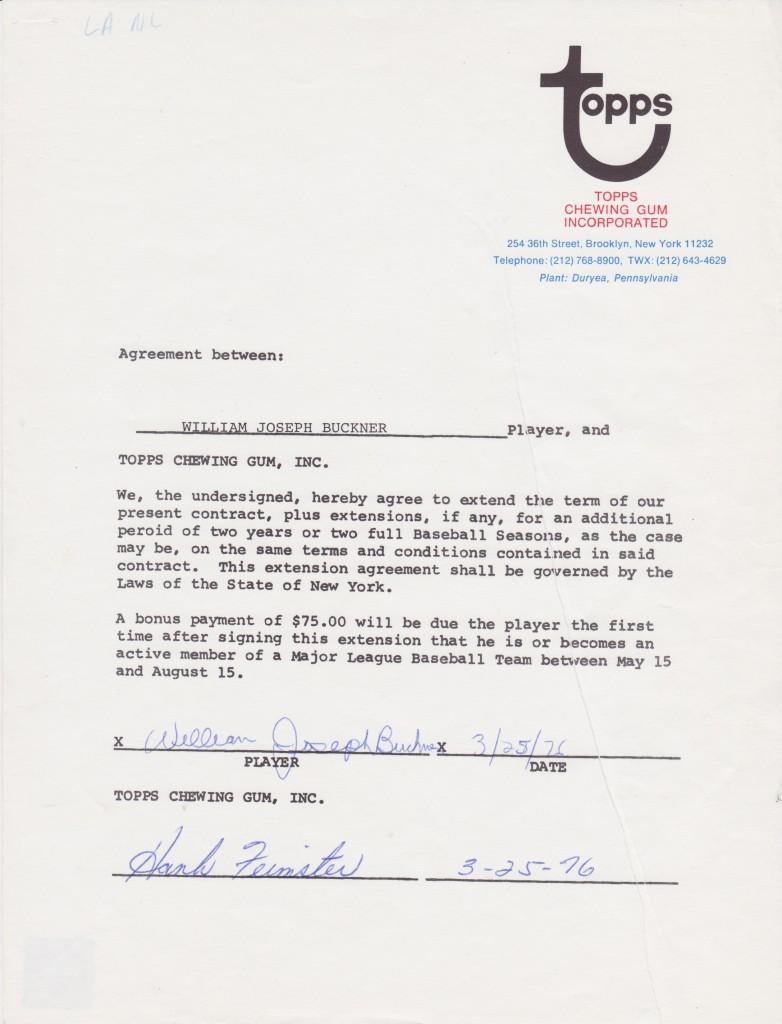 LA NL
topps
TOPPS
CHEWING GUM
INCORPORATED
254 36th Street, Brooklyn, New York 11232
Telephone: (212) 768-8900, TWX: (212) 643-4629
Plant: Duryea, Pennsylvania
Agreement between:
WILLIAM JOSEPH BUCKNER Player, and
TOPPS CHEWING GUM, INC.
We, the undersigned, hereby agree to extend the term of our
present contract, plus extensions, if any, for an additional
peroid of two years or two full Baseball Seasons, as the case
may be, on the same terms and conditions contained in said
contract. This extension agreement shall be governed by the
Laws of the State of New York.
A bonus payment of $75.00 will be due the player the first
time after signing this extension that he is or becomes an
active member of a Major League Baseball Team between May 15
and August 15.
X William Joseph Buckner X 3/25/76
PLAYER DATE
TOPPS CHEWING GUM, INC.
Hank Feimster 3-25-76